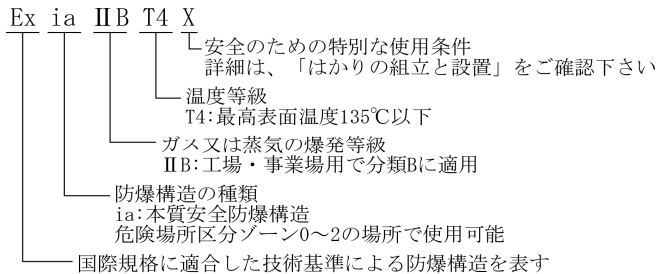 Ex ia ⅡB T4 X
安全のための特別な使用条件
詳細は、「はかりの組立と設置」をご確認下さい
温度等級
T4:最高表面温度135℃以下
ガス又は蒸気の爆発等級
ⅡB:工場・事業場用で分類Bに適用
防爆構造の種類
ia:本質安全防爆構造
危険場所区分ゾーン0～2の場所で使用可能
国際規格に適合した技術基準による防爆構造を表す